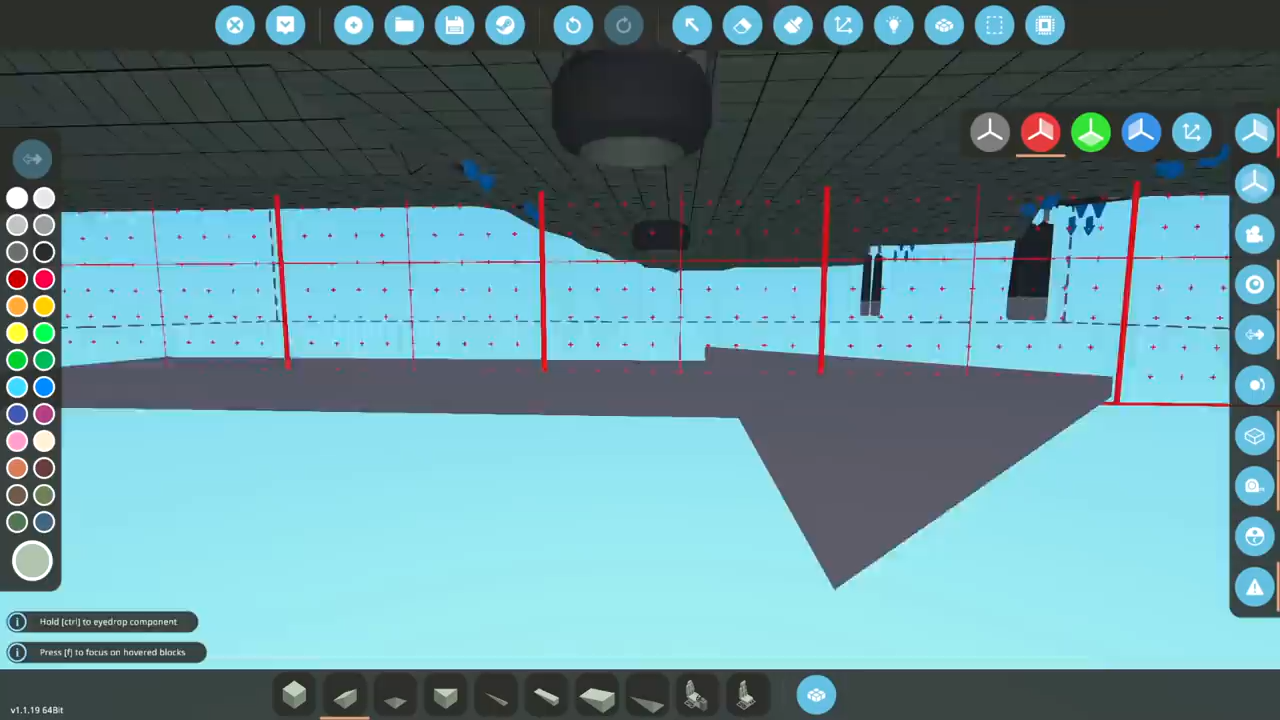 Hold [ctrl] to eyedrop component
Press [f] to focus on hovered blocks
v1.1.19 64Bit